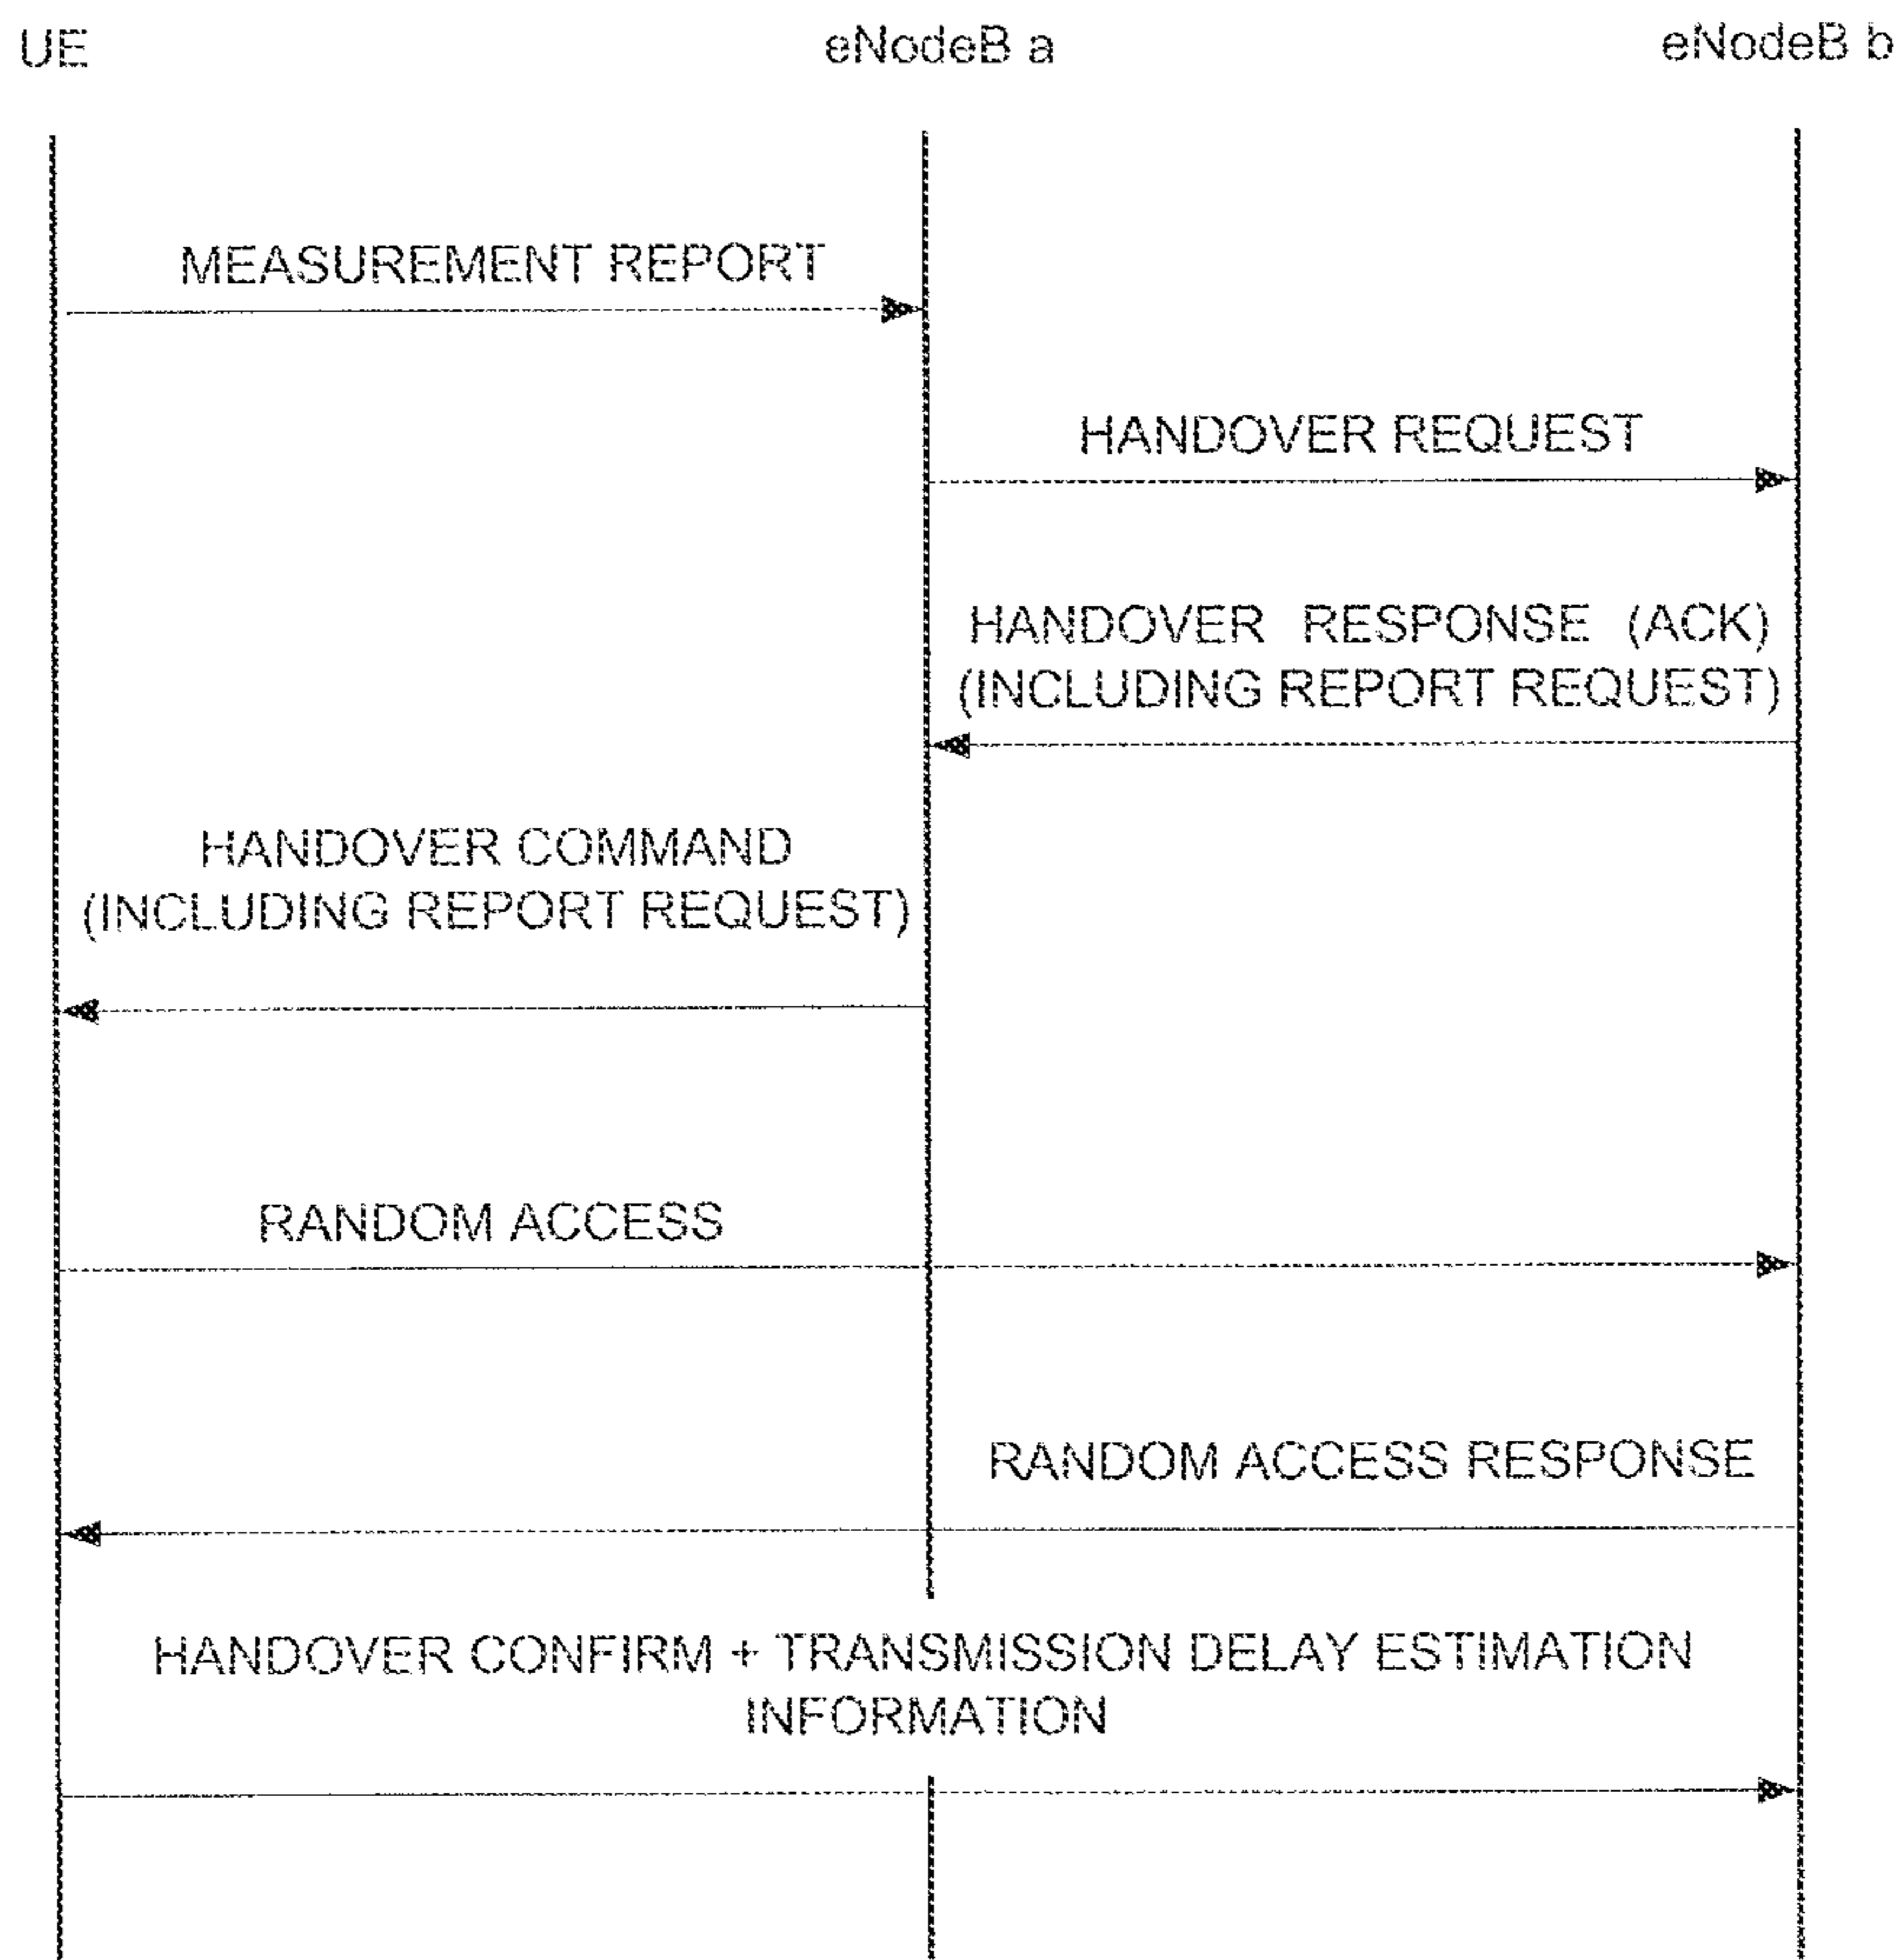 UE eNodeB a eNodeB b
MEASUREMENT REPORT
HANDOVER REQUEST
HANDOVER RESPONSE (ACK)
(INCLUDING REPORT REQUEST)
HANDOVER COMMAND
(INCLUDING REPORT REQUEST)
RANDOM ACCESS
RANDOM ACCESS RESPONSE
HANDOVER CONFIRM + TRANSMISSION DELAY ESTIMATION
INFORMATION